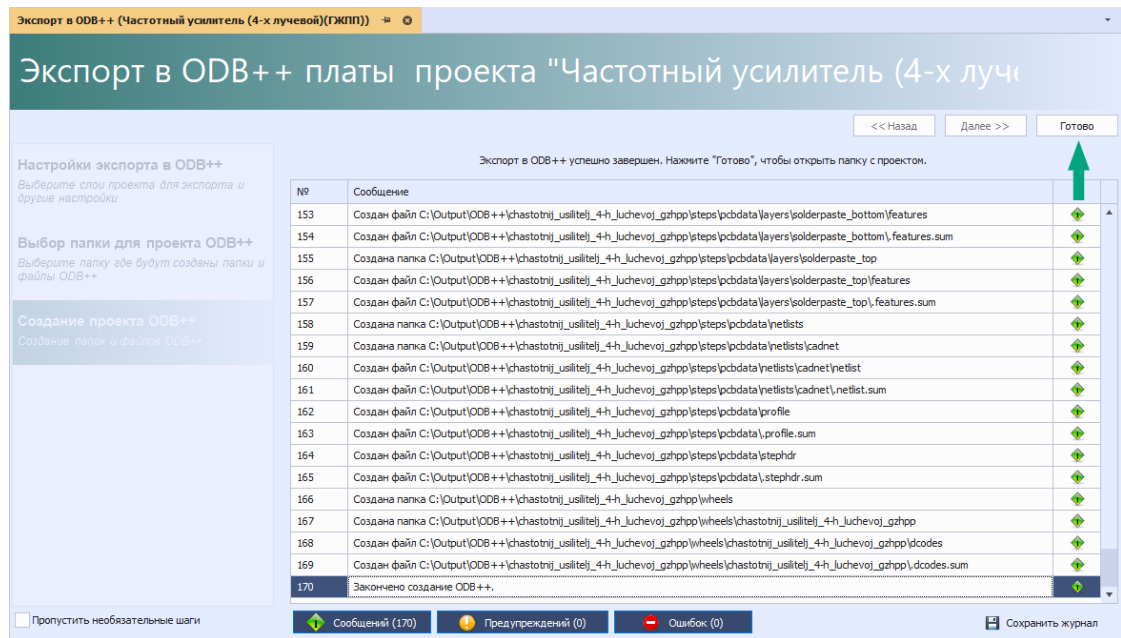 Экспорт в ODB++ (Частотный усилитель (4-х лучевой)(ГЖПП))
Экспорт в ODB++ платы проекта "Частотный усилитель (4-х луче
<< Назад
Далее >>
Готово
Настройки экспорта в ODB++
Выберите слои проекта для экспорта и
другие настройки
Выбор папки для проекта ODB++
Выберите папку где будут созданы папки и
файлы ODB++
Создание проекта ODB++
Создание папок и файлов ODB++
Экспорт в ODB++ успешно завершен. Нажмите "Готово", чтобы открыть папку с проектом.
№ Сообщение
153 Создан файл C:\Output\ODB++\chastotnij_usilitelj_4-h_luchevoj_gzhpp\steps\pcbdata\layers\solderpaste_bottom\features
154 Создан файл C:\Output\ODB++\chastotnij_usilitelj_4-h_luchevoj_gzhpp\steps\pcbdata\layers\solderpaste_bottom\.features.sum
155 Создана папка C:\Output\ODB++\chastotnij_usilitelj_4-h_luchevoj_gzhpp\steps\pcbdata\layers\solderpaste_top
156 Создан файл C:\Output\ODB++\chastotnij_usilitelj_4-h_luchevoj_gzhpp\steps\pcbdata\layers\solderpaste_top\features
157 Создан файл C:\Output\ODB++\chastotnij_usilitelj_4-h_luchevoj_gzhpp\steps\pcbdata\layers\solderpaste_top\.features.sum
158 Создана папка C:\Output\ODB++\chastotnij_usilitelj_4-h_luchevoj_gzhpp\steps\pcbdata\netlists
159 Создана папка C:\Output\ODB++\chastotnij_usilitelj_4-h_luchevoj_gzhpp\steps\pcbdata\netlists\cadnet
160 Создан файл C:\Output\ODB++\chastotnij_usilitelj_4-h_luchevoj_gzhpp\steps\pcbdata\netlists\cadnet\netlist
161 Создан файл C:\Output\ODB++\chastotnij_usilitelj_4-h_luchevoj_gzhpp\steps\pcbdata\netlists\cadnet\.netlist.sum
162 Создан файл C:\Output\ODB++\chastotnij_usilitelj_4-h_luchevoj_gzhpp\steps\pcbdata\profile
163 Создан файл C:\Output\ODB++\chastotnij_usilitelj_4-h_luchevoj_gzhpp\steps\pcbdata\.profile.sum
164 Создан файл C:\Output\ODB++\chastotnij_usilitelj_4-h_luchevoj_gzhpp\steps\pcbdata\stephdr
165 Создан файл C:\Output\ODB++\chastotnij_usilitelj_4-h_luchevoj_gzhpp\steps\pcbdata\.stephdr.sum
166 Создана папка C:\Output\ODB++\chastotnij_usilitelj_4-h_luchevoj_gzhpp\wheels
167 Создана папка C:\Output\ODB++\chastotnij_usilitelj_4-h_luchevoj_gzhpp\wheels\chastotnij_usilitelj_4-h_luchevoj_gzhpp
168 Создан файл C:\Output\ODB++\chastotnij_usilitelj_4-h_luchevoj_gzhpp\wheels\chastotnij_usilitelj_4-h_luchevoj_gzhpp\dcodes
169 Создан файл C:\Output\ODB++\chastotnij_usilitelj_4-h_luchevoj_gzhpp\wheels\chastotnij_usilitelj_4-h_luchevoj_gzhpp\.dcodes.sum
170 Закончено создание ODB++.
Пропустить необязательные шаги
Сообщений (170)
Предупреждений (0)
Ошибок (0)
Сохранить журнал